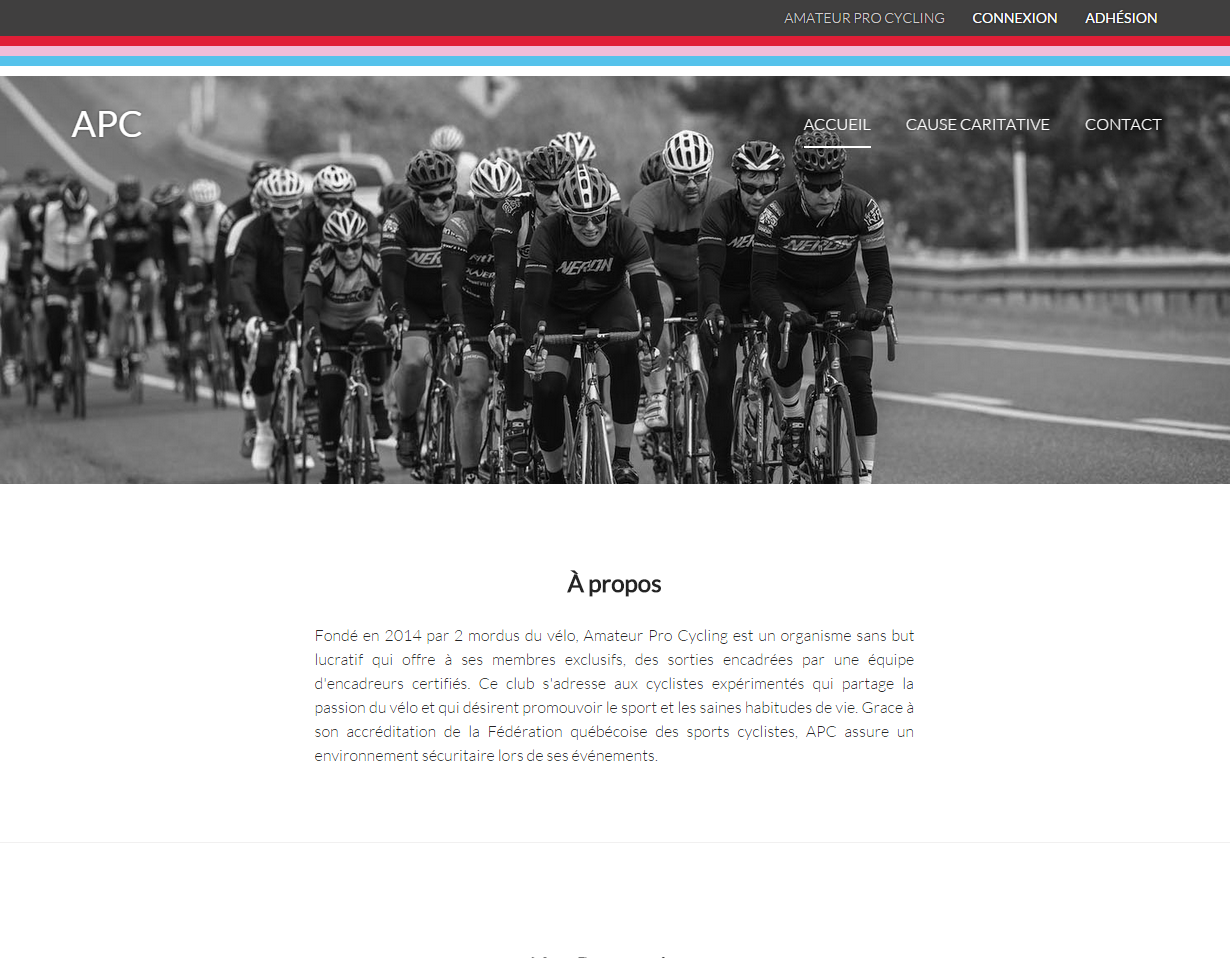 AMATEUR PRO CYCLING CONNEXION ADHÉSION
APC
ACCUEIL CAUSE CARITATIVE CONTACT
NERON
NERON
À propos
Fondé en 2014 par 2 mordus du vélo, Amateur Pro Cycling est un organisme sans but
lucratif qui offre à ses membres exclusifs, des sorties encadrées par une équipe
d'encadreurs certifiés. Ce club s'adresse aux cyclistes expérimentés qui partage la
passion du vélo et qui désirent promouvoir le sport et les saines habitudes de vie. Grace à
son accréditation de la Fédération québécoise des sports cyclistes, APC assure un
environnement sécuritaire lors de ses événements.